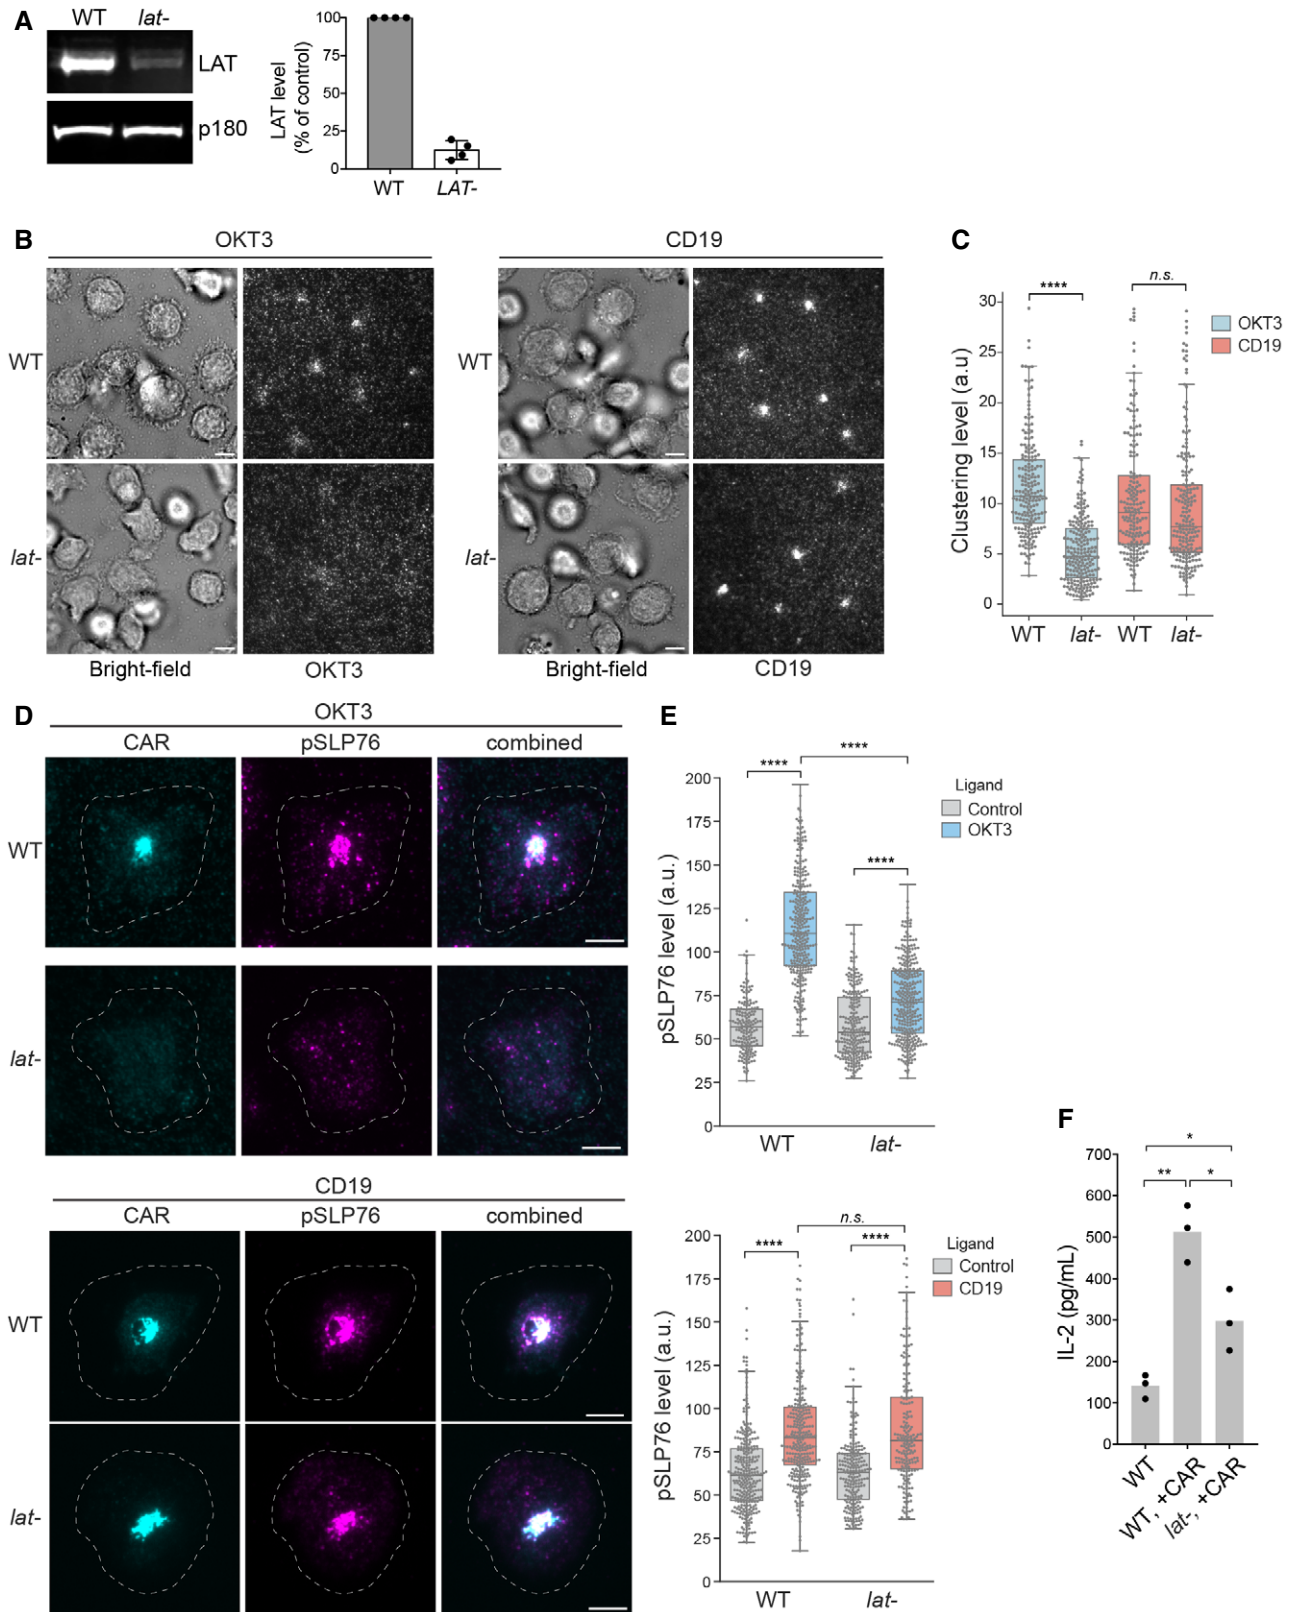 A
WT lat-
LAT
p180
LAT level
(% of control)
100
75
50
25
0
WT LAT-
B
OKT3 CD19
WT WT
lat- lat-
Bright-field OKT3 Bright-field CD19
C
**** n.s.
OKT3
CD19
Clustering level (a.u)
30
25
20
15
10
5
0
WT lat- WT lat-
D
OKT3
CAR pSLP76 combined
WT
lat-
CD19
CAR pSLP76 combined
WT
lat-
E
****
****
****
Ligand
Control
OKT3
pSLP76 level (a.u.)
200
175
150
125
100
75
50
25
0
WT lat-
n.s.
**** ****
Ligand
Control
CD19
pSLP76 level (a.u.)
200
175
150
125
100
75
50
25
0
WT lat-
F
*
** *
IL-2 (pg/mL)
700
600
500
400
300
200
100
0
WT
WT, +CAR
lat-, +CAR